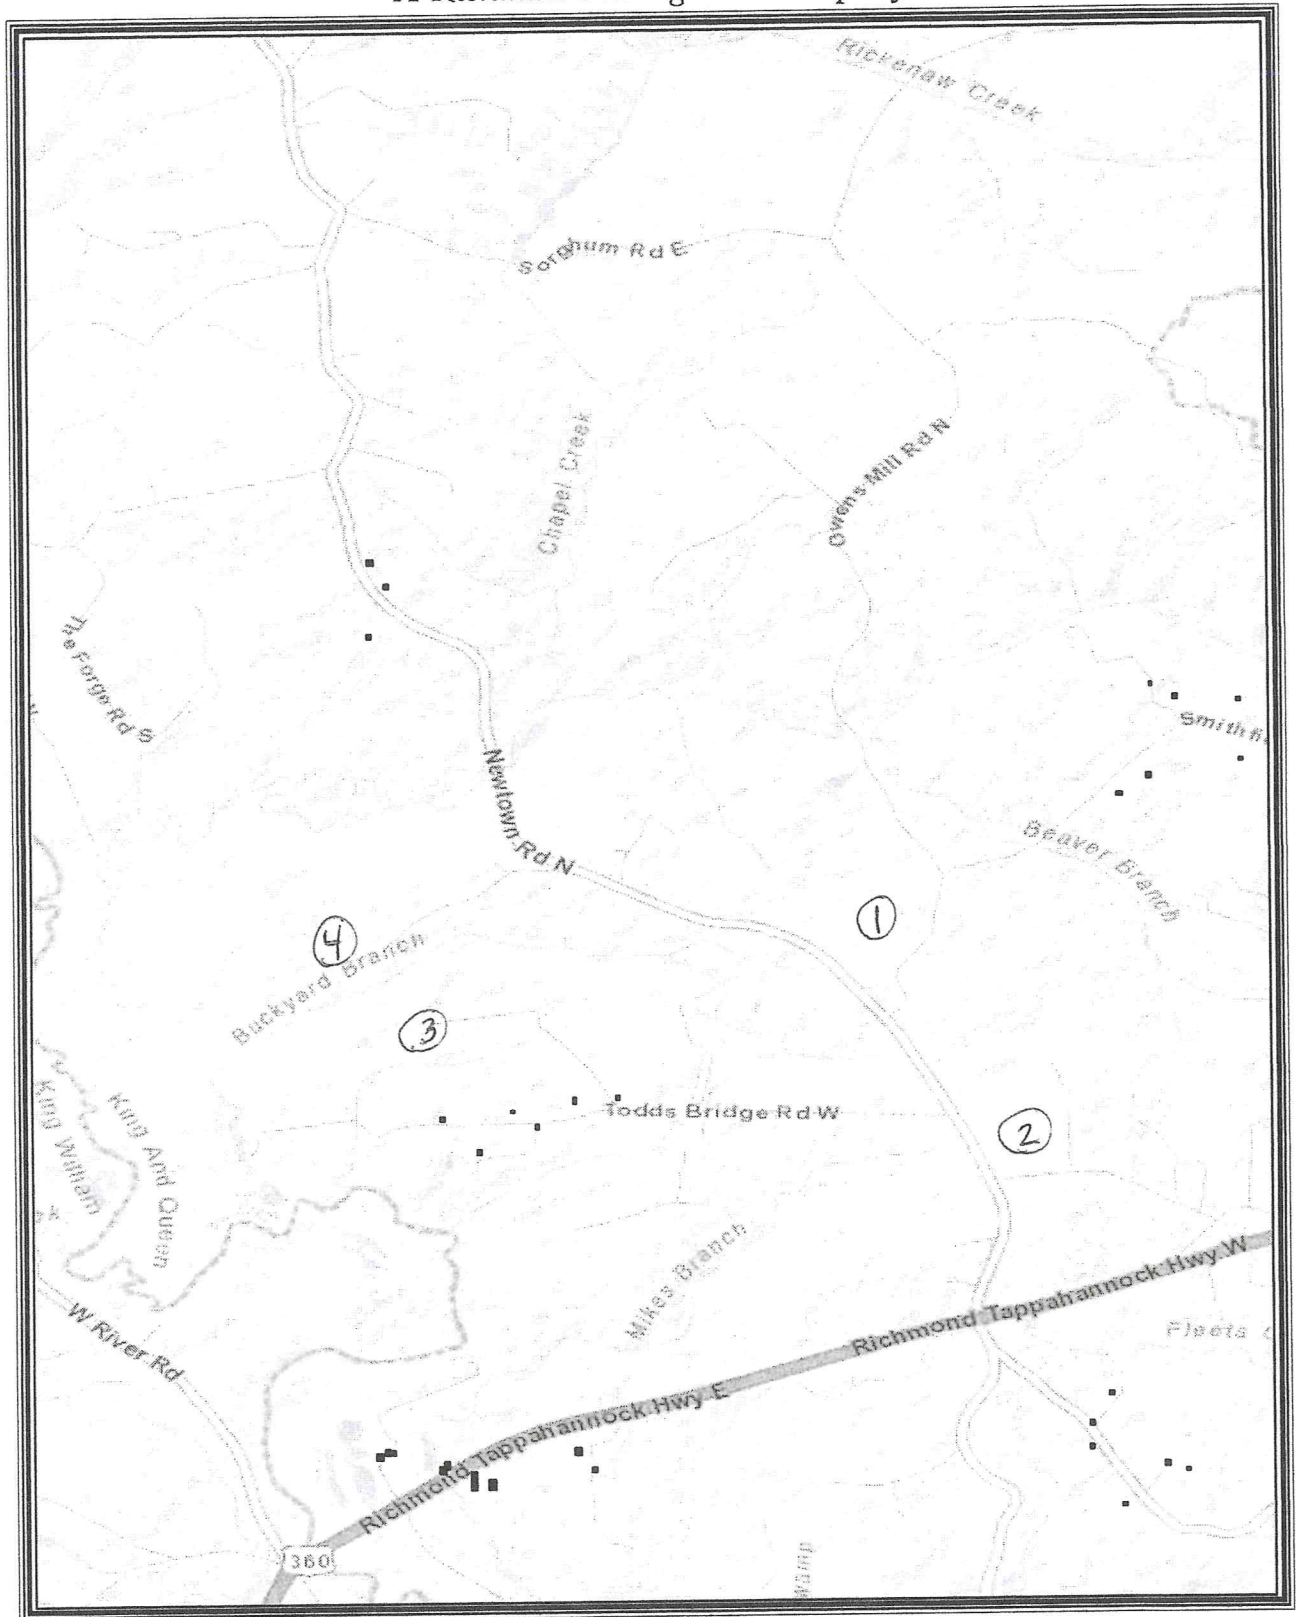 Rickenaw Creek
Sorghum Rd E
Chapel Creek
Owens Mill Rd N
Forge Rd S
Smithfi
Newtown Rd N
Beaver Branch
1
4
Buckyard Branch
3
Todds Bridge Rd W
2
King William
King And Queen
Mikes Branch
Richmond Tappahannock Hwy W
W River Rd
Fleets C
Richmond Tappahannock Hwy E
360